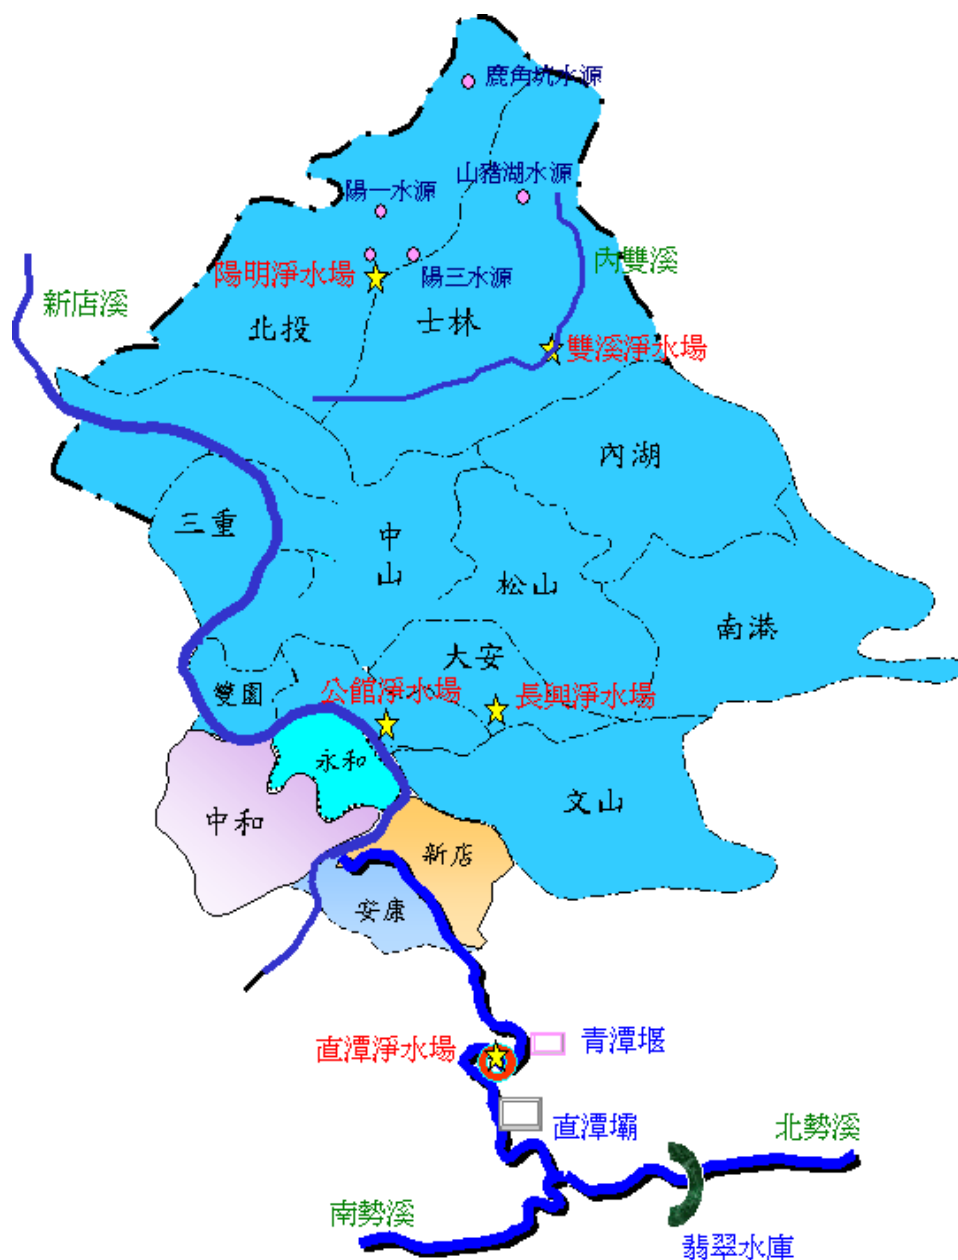 鹿角坑水源
山豬湖水源
陽一水源
內雙溪
陽明淨水場
陽三水源
新店溪
北投
士林
雙溪淨水場
內湖
三重
中山
松山
南港
大安
雙園
公館淨水場
長興淨水場
永和
文山
中和
新店
安康
直潭淨水場
青潭堰
直潭壩
北勢溪
南勢溪
翡翠水庫